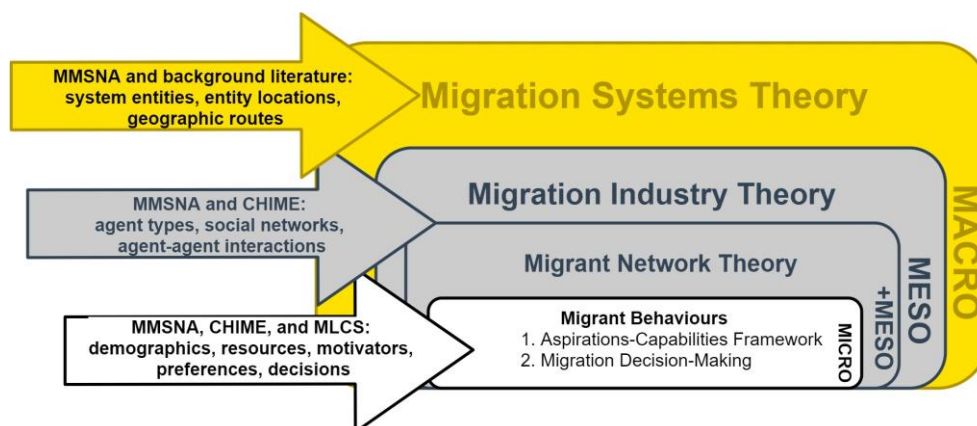 MMSNA and background literature:
system entities, entity locations,
geographic routes
Migration Systems Theory
MMSNA and CHIME:
agent types, social networks,
agent-agent interactions
Migration Industry Theory
Migrant Network Theory
MMSNA, CHIME, and MLCS:
demographics, resources, motivators,
preferences, decisions
Migrant Behaviours
1. Aspirations-Capabilities Framework
2. Migration Decision-Making
MICRO
+MESO
MESO
MACRO